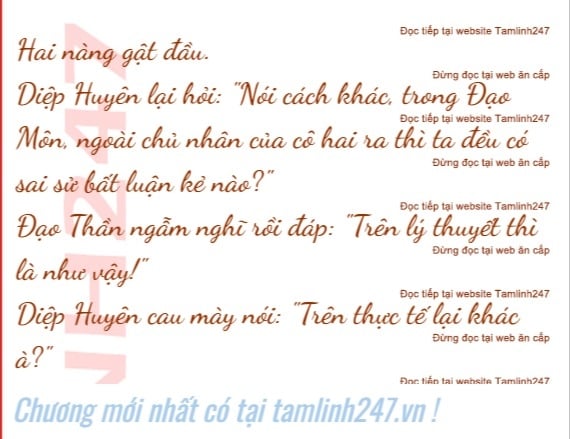 Đọc tiếp tại website Tamlinh247
Hai nàng gật đầu.
Đừng đọc tại web ăn cắp
Diệp Huyên lại hỏi: "Nói cách khác, trong Đạo
Đọc tiếp tại website Tamlinh247
Môn, ngoài chủ nhân của cô hai ra thì ta đều có
Đừng đọc tại web ăn cắp
sai sử bất luận kẻ nào?"
Đọc tiếp tại website Tamlinh247
Đạo Thần ngẫm nghĩ rồi đáp: "Trên lý thuyết thì
Đừng đọc tại web ăn cắp
là như vậy!"
Đọc tiếp tại website Tamlinh247
Diệp Huyên cau mày nói: "Trên thực tế lại khác
Đừng đọc tại web ăn cắp
à?"
Đọc tiếp tại website Tamlinh247
NH247
Chương mới nhất có tại tamlinh247.vn !